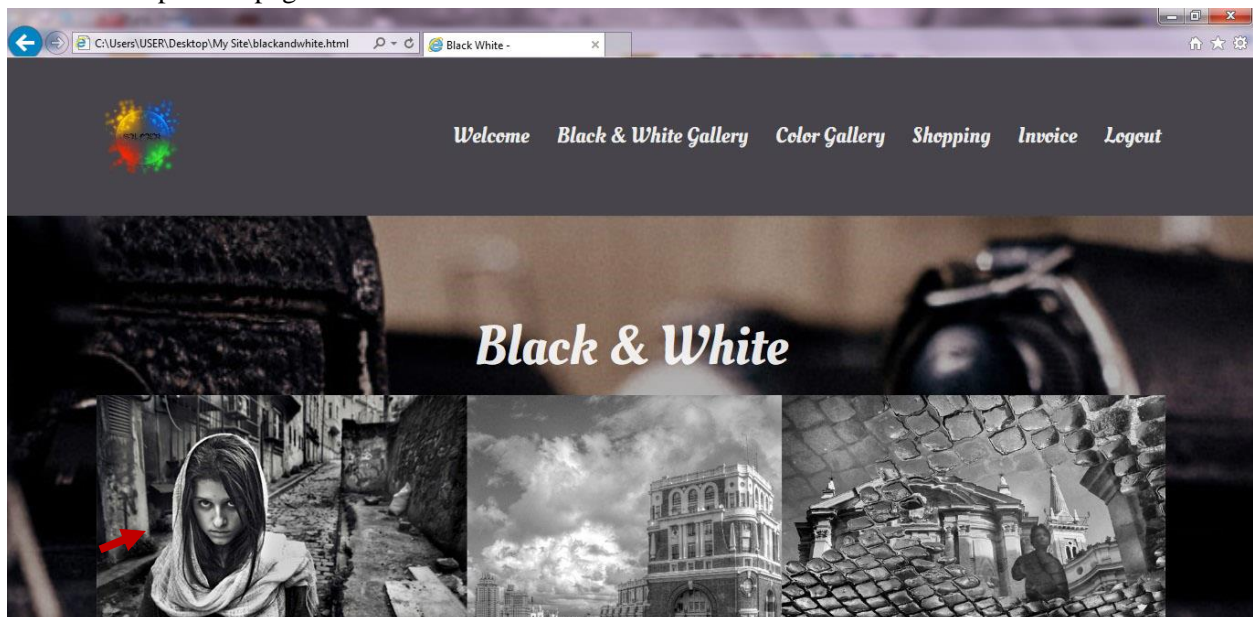 C:\Users\USER\Desktop\My Site\blackandwhite.html
Black White -
Welcome Black & White Gallery Color Gallery Shopping Invoice Logout
Black & White